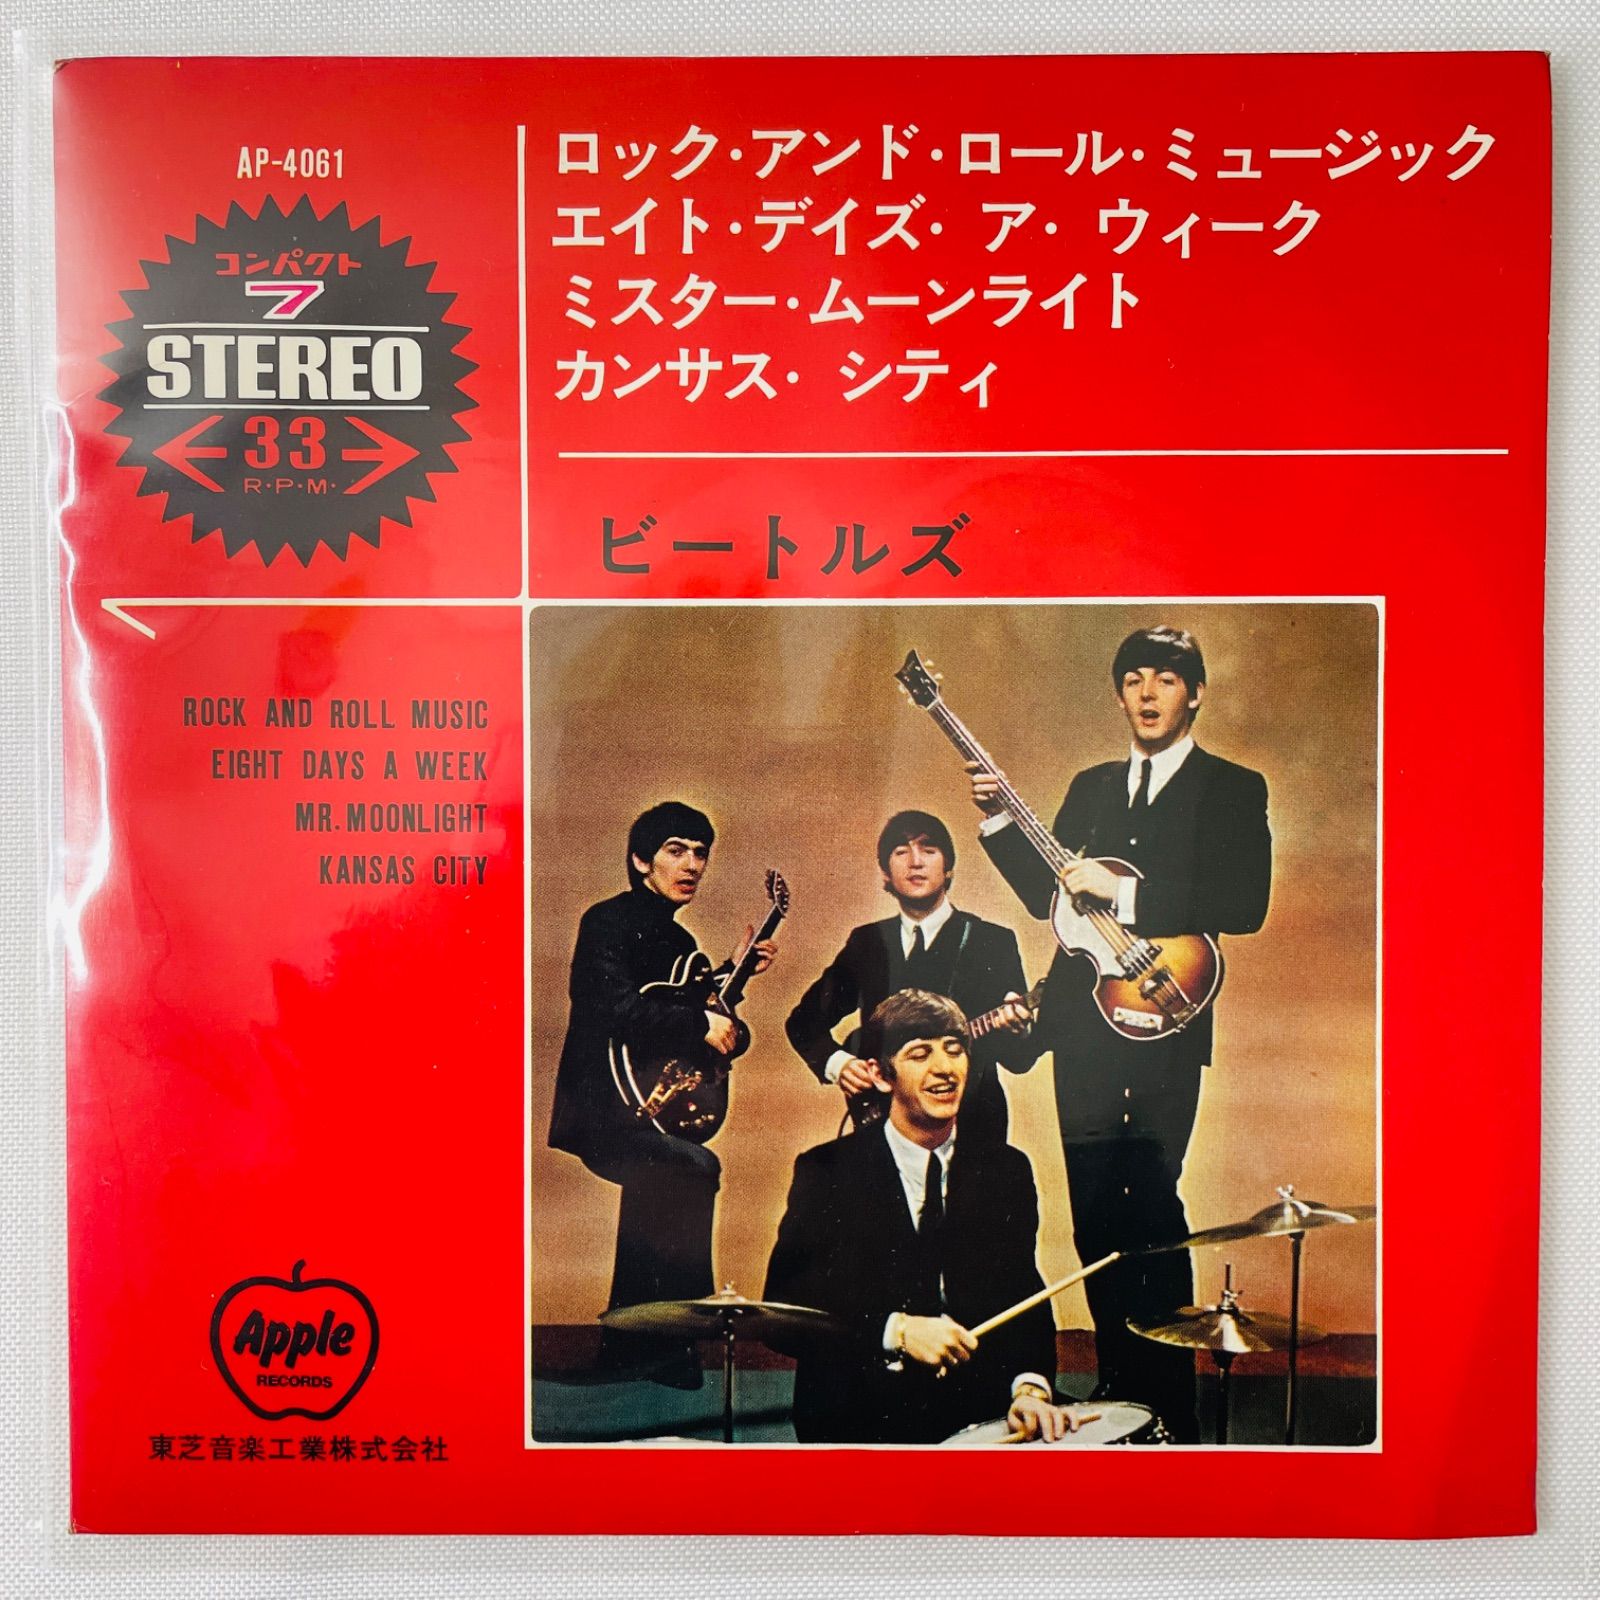 AP-4061
コンパクト
7
STEREO
33
R・P・M・
ロック・アンド・ロール・ミュージック
エイト・デイズ・ア・ウィーク
ミスター・ムーンライト
カンサス・シティ
ビートルズ
ROCK AND ROLL MUSIC
EIGHT DAYS A WEEK
MR. MOONLIGHT
KANSAS CITY
Apple
RECORDS
東芝音楽工業株式会社